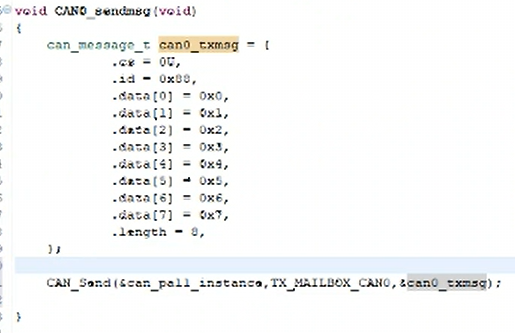 void CAN0_sendmsg(void)
{
can_message_t can0_txmsg = {
.cs = 0U,
.id = 0x88,
.data[0] = 0x0,
.data[1] = 0x1,
.data[2] = 0x2,
.data[3] = 0x3,
.data[4] = 0x4,
.data[5] = 0x5,
.data[6] = 0x6,
.data[7] = 0x7,
.length = 8,
};
CAN_Send(&can_pal1_instance,TX_MAILBOX_CAN0,&can0_txmsg);
}